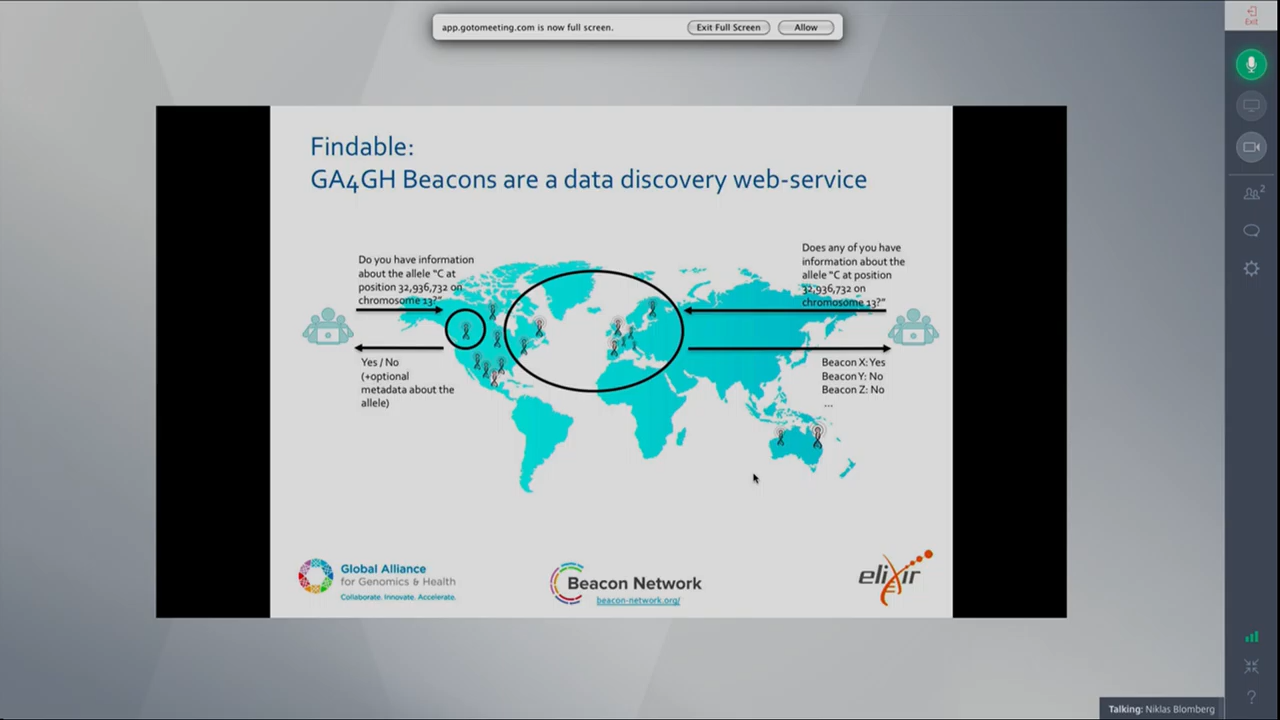 app.gotomeeting.com is now full screen.
Exit Full Screen
Allow
Exit
2
Findable:
GA4GH Beacons are a data discovery web-service
Do you have information
about the allele "C at
position 32,936,732 on
chromosome 13?"
Does any of you have
information about the
allele "C at position
32,936,732 on
chromosome 13?"
Yes / No
(+optional
metadata about the
allele)
Beacon X: Yes
Beacon Y: No
Beacon Z: No
...
Global Alliance
for Genomics & Health
Collaborate. Innovate. Accelerate.
Beacon Network
beacon-network.org/
elixir
?
Talking: Niklas Blomberg